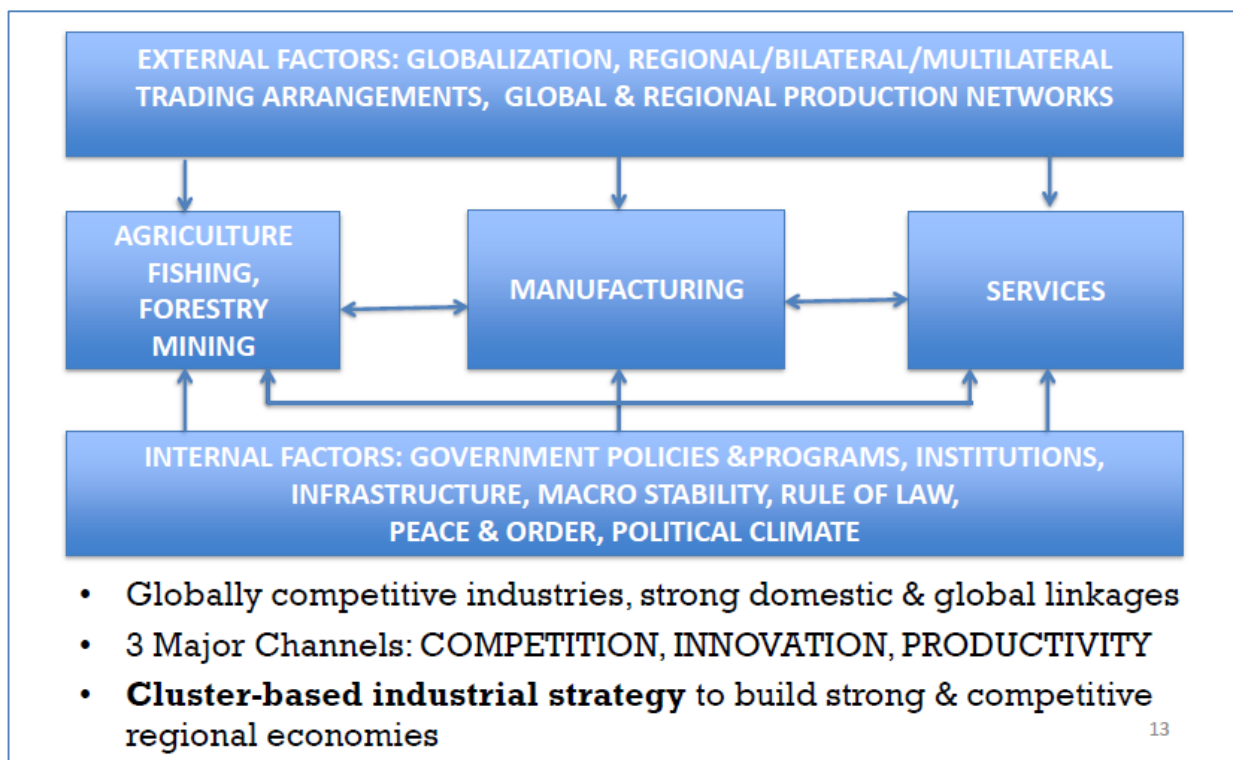 EXTERNAL FACTORS: GLOBALIZATION, REGIONAL/BILATERAL/MULTILATERAL
TRADING ARRANGEMENTS, GLOBAL & REGIONAL PRODUCTION NETWORKS
AGRICULTURE
FISHING,
FORESTRY
MINING
MANUFACTURING
SERVICES
INTERNAL FACTORS: GOVERNMENT POLICIES &PROGRAMS, INSTITUTIONS,
INFRASTRUCTURE, MACRO STABILITY, RULE OF LAW,
PEACE & ORDER, POLITICAL CLIMATE
• Globally competitive industries, strong domestic & global linkages
• 3 Major Channels: COMPETITION, INNOVATION, PRODUCTIVITY
• Cluster-based industrial strategy to build strong & competitive
regional economies
13